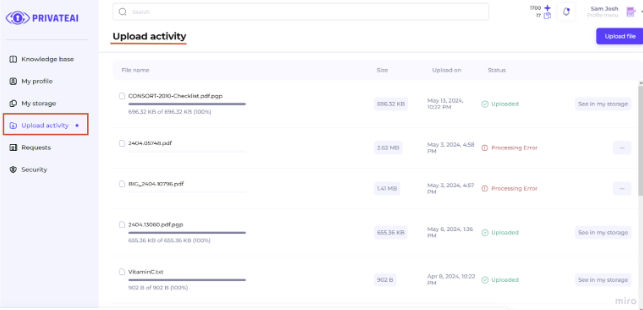 PRIVATEAI
Search
1700
17
Sam Josh
Profile menu
Upload activity
Upload file
Knowledge base
My profile
My storage
Upload activity
Requests
Security
File name Size Upload on Status
CONSORT-2010-Checklist.pdf.pgp
696,32 KB of 696,32 KB (100%)
696,32 KB
May 13, 2024,
10:22 PM
Uploaded
See in my storage
2404.05748.pdf
2.62 MB
May 3, 2024, 4:58
PM
Processing Error
...
BIG_2404.10796.pdf
1.41 MB
May 3, 2024, 4:57
PM
Processing Error
...
2404.13060.pdf.pgp
655,36 KB of 655,36 KB (100%)
655,36 KB
May 6, 2024, 1:36
PM
Uploaded
See in my storage
VitaminC.txt
902 B of 902 B (100%)
902 B
Apr 8, 2024, 10:22
PM
Uploaded
See in my storage
miro